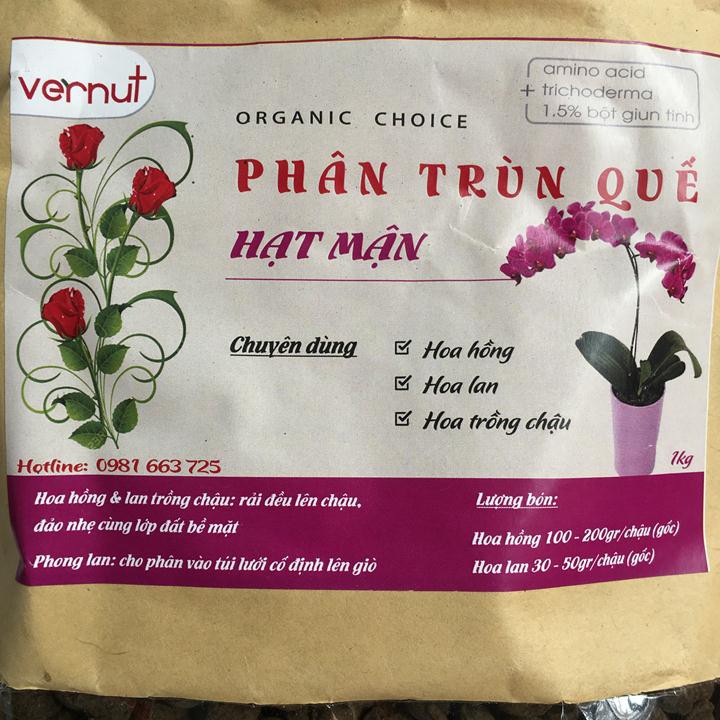 vernut
amino acid
+ trichoderma
1.5% bột giun tinh
ORGANIC CHOICE
PHÂN TRÙN QUẾ
HẠT MẬN
Chuyên dùng
Hoa hồng
Hoa lan
Hoa trồng chậu
Hotline: 0981 663 725
1kg
Hoa hồng & lan trồng chậu: rải đều lên chậu,
đảo nhẹ cùng lớp đất bề mặt
Phong lan: cho phân vào túi lưới cố định lên giò
Lượng bón:
Hoa hồng 100 - 200gr/chậu (gốc)
Hoa lan 30 - 50gr/chậu (gốc)